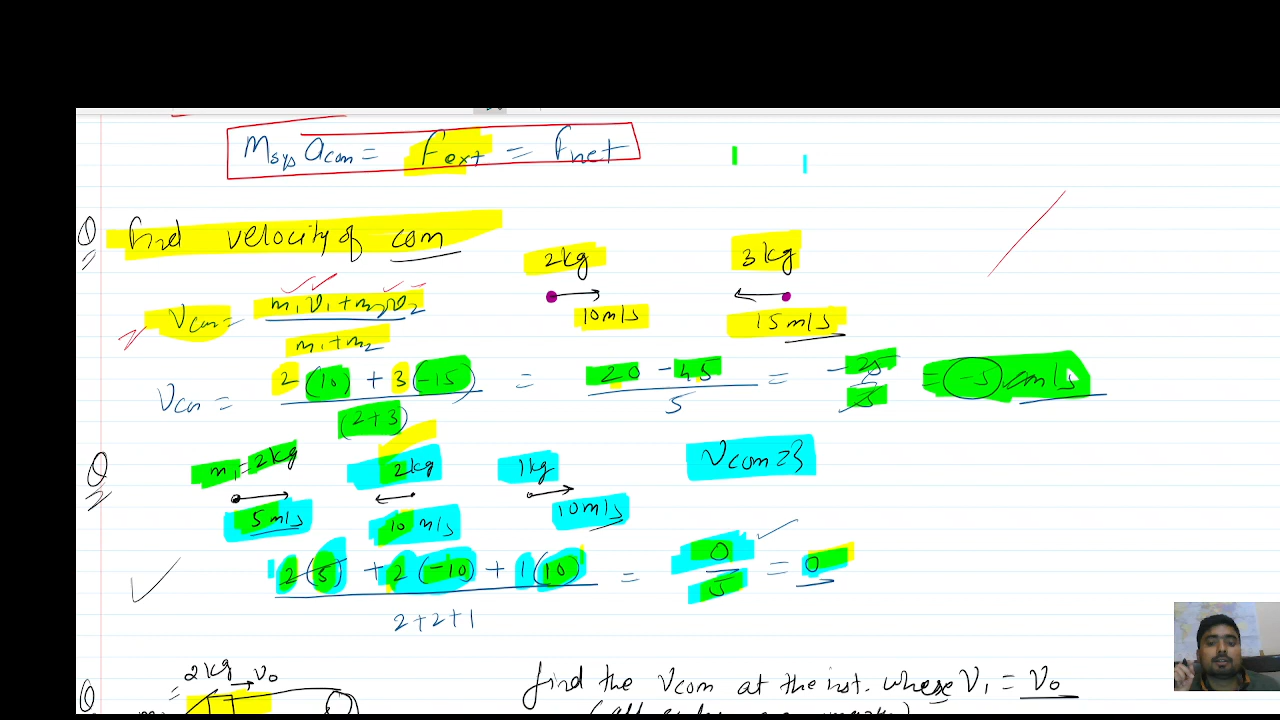 Msys acom = Fext = Fnet
Q find velocity of com
2kg 3kg
Vcom = m1v1+m2v2 / m1+m2
10m/s 15m/s
Vcom = 2(10) + 3(-15) / (2+3) = 20 - 45 / 5 = -25 / 5 = -5 m/s
Q m1=2kg 2kg 1kg Vcom=?
5m/s 10 m/s 10m/s
2(5) + 2(-10) + 1(10) / 2+2+1 = 0 / 5 = 0
Q 2kg → v0
find the vcom at the inst. where v1 = v0